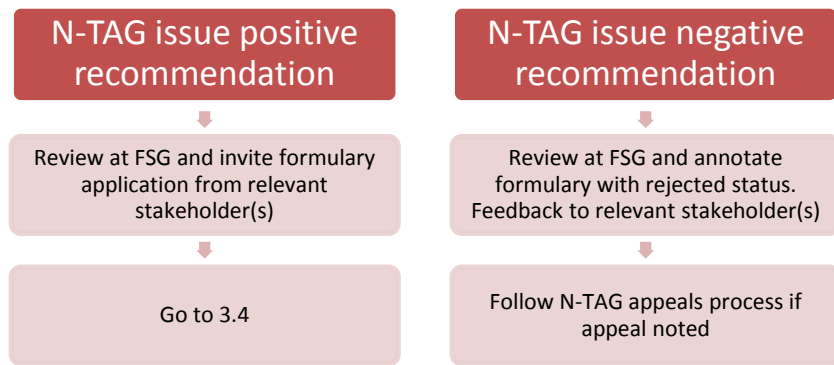 N-TAG issue positive
recommendation
Review at FSG and invite formulary
application from relevant
stakeholder(s)
Go to 3.4
N-TAG issue negative
recommendation
Review at FSG and annotate
formulary with rejected status.
Feedback to relevant stakeholder(s)
Follow N-TAG appeals process if
appeal noted